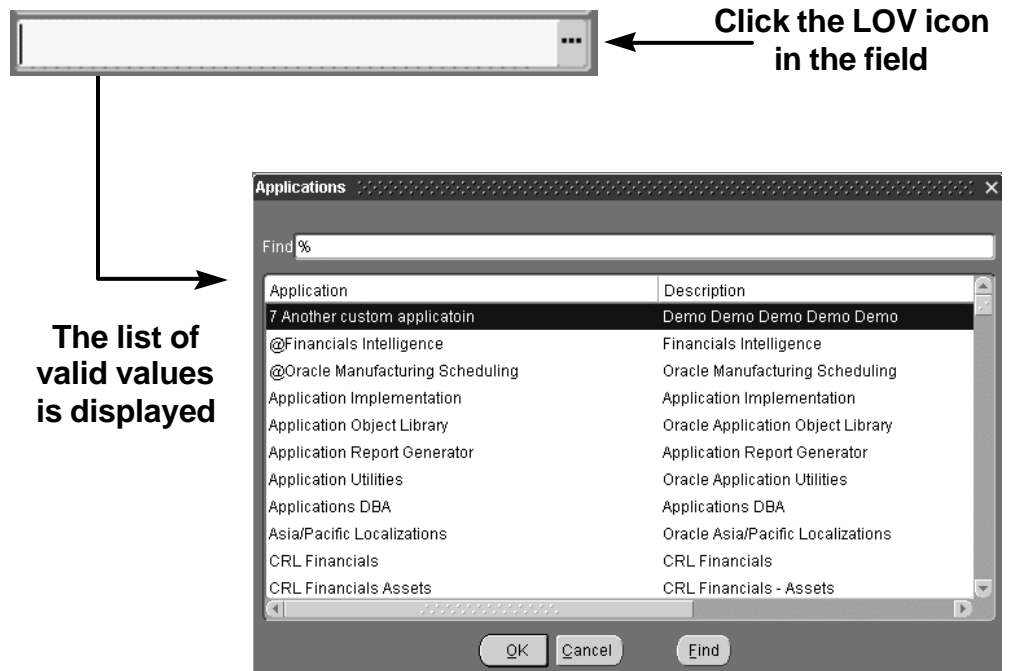 Click the LOV icon
in the field
...
The list of
valid values
is displayed
Applications
Find %
Application Description
7 Another custom applicatoin Demo Demo Demo Demo Demo
@Financials Intelligence Financials Intelligence
@Oracle Manufacturing Scheduling Oracle Manufacturing Scheduling
Application Implementation Application Implementation
Application Object Library Oracle Application Object Library
Application Report Generator Application Report Generator
Application Utilities Oracle Application Utilities
Applications DBA Applications DBA
Asia/Pacific Localizations Oracle Asia/Pacific Localizations
CRL Financials CRL Financials
CRL Financials Assets CRL Financials - Assets
OK Cancel Find